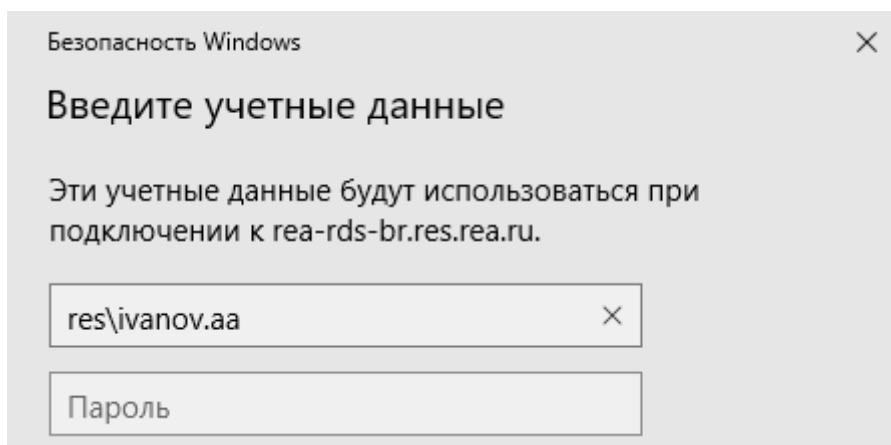 Безопасность Windows
Введите учетные данные
Эти учетные данные будут использоваться при
подключении к rea-rds-br.res.rea.ru.
res\ivanov.aa
Пароль